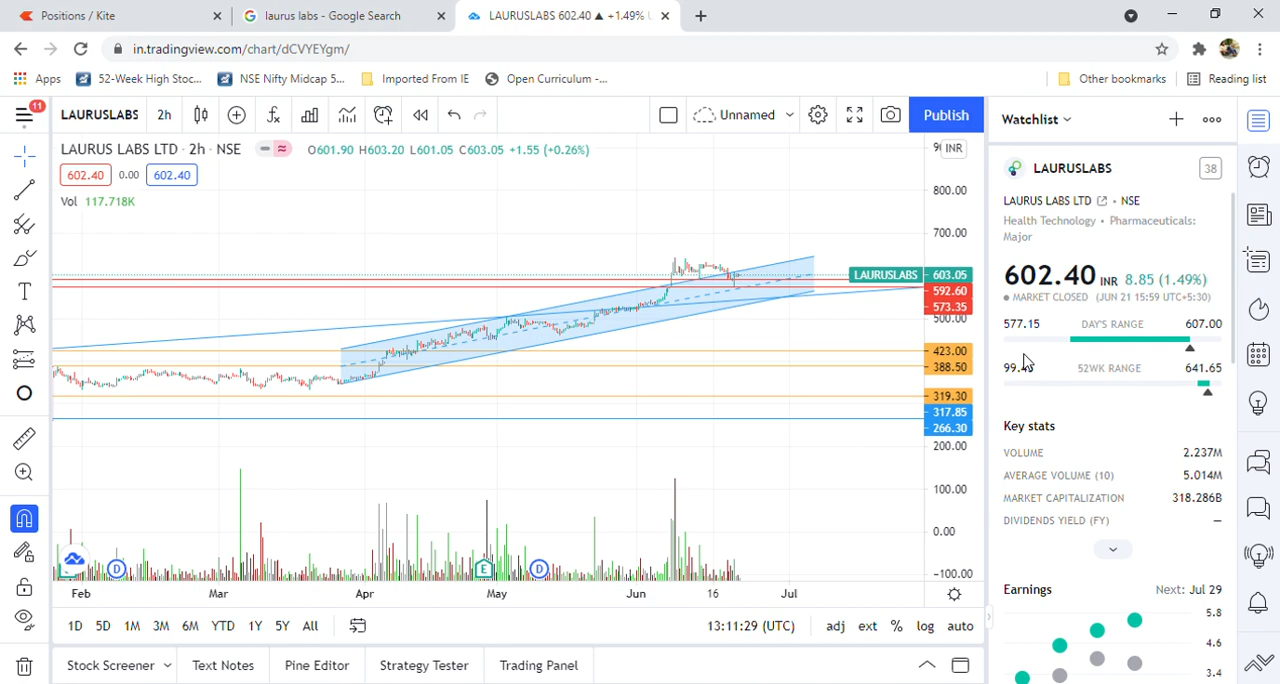 Positions / Kite
laurus labs - Google Search
LAURUSLABS 602.40 ▲ +1.49%
in.tradingview.com/chart/dCVYEYgm/
Apps 52-Week High Stoc... NSE Nifty Midcap 5... Imported From IE Open Curriculum -... Other bookmarks Reading list
11
LAURUSLABS 2h Unnamed Publish
LAURUS LABS LTD · 2h · NSE O601.90 H603.20 L601.05 C603.05 +1.55 (+0.26%)
602.40 0.00 602.40
Vol 117.718K
INR
800.00
700.00
LAURUSLABS 603.05
592.60
573.35
500.00
423.00
388.50
319.30
317.85
266.30
200.00
100.00
0.00
-100.00
D E D
Feb Mar Apr May Jun 16 Jul
1D 5D 1M 3M 6M YTD 1Y 5Y All 13:11:29 (UTC) adj ext % log auto
Stock Screener Text Notes Pine Editor Strategy Tester Trading Panel
Watchlist
LAURUSLABS 38
LAURUS LABS LTD • NSE
Health Technology • Pharmaceuticals:
Major
602.40 INR 8.85 (1.49%)
MARKET CLOSED (JUN 21 15:59 UTC+5:30)
577.15 DAY'S RANGE 607.00
52WK RANGE 641.65
Key stats
VOLUME 2.237M
AVERAGE VOLUME (10) 5.014M
MARKET CAPITALIZATION 318.286B
DIVIDENDS YIELD (FY) —
Earnings Next: Jul 29
5.8
4.6
3.4